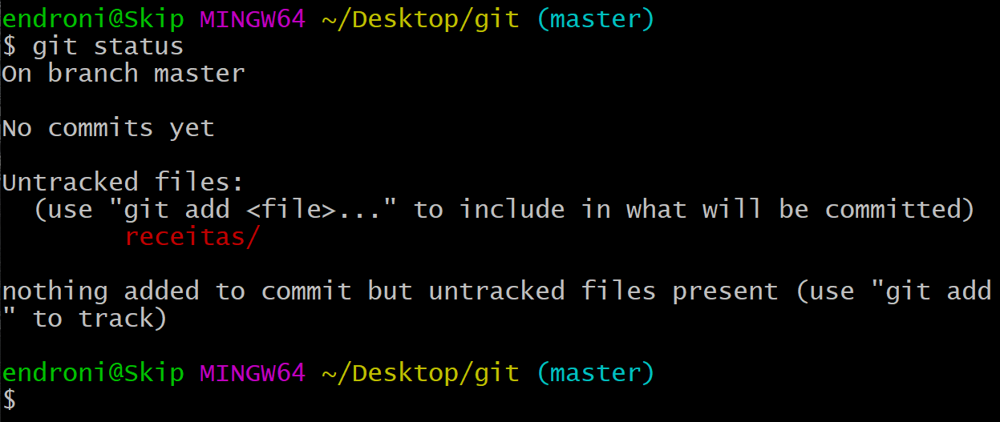 endroni@Skip MINGW64 ~/Desktop/git (master)
$ git status
On branch master
No commits yet
Untracked files:
  (use "git add <file>..." to include in what will be committed)
        receitas/
nothing added to commit but untracked files present (use "git add
" to track)
endroni@Skip MINGW64 ~/Desktop/git (master)
$